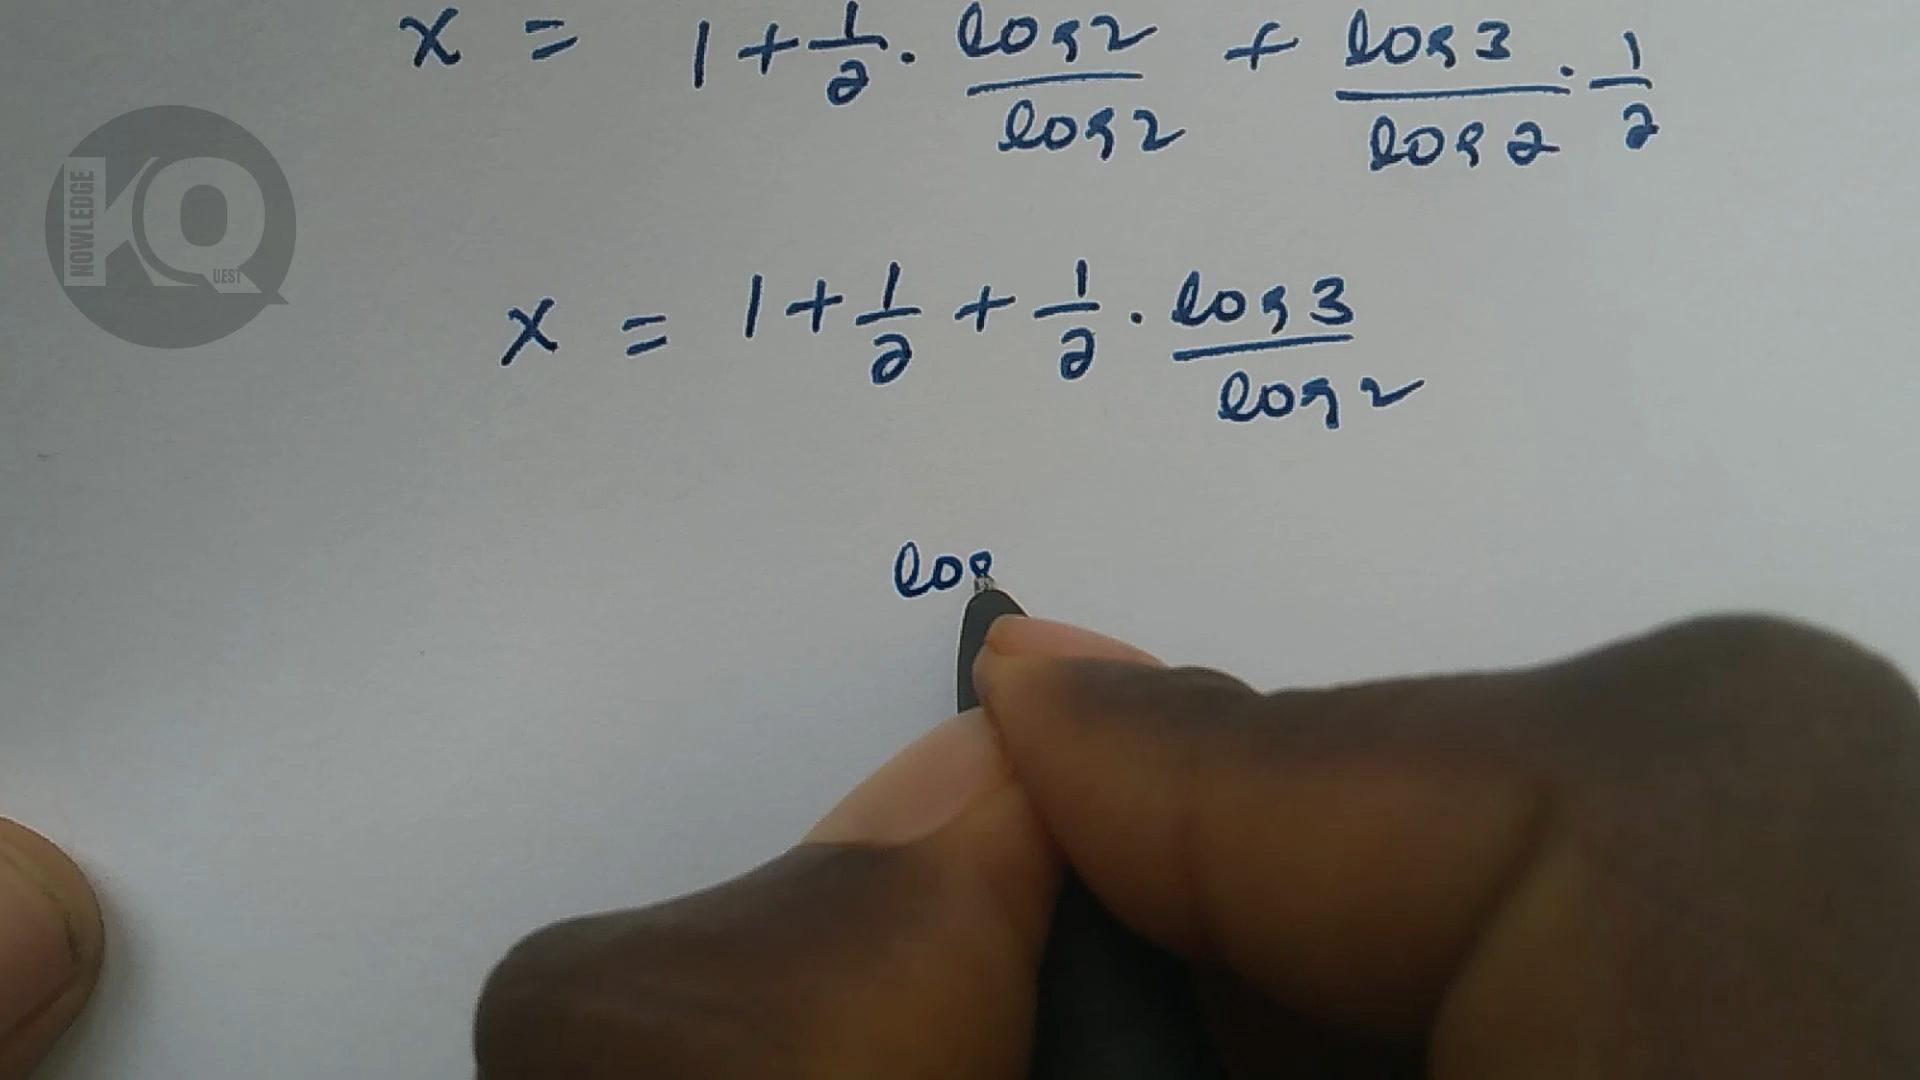 x = 1 + 1/2 . log2/log2 + log3/log2 . 1/2
KNOWLEDGE QUEST
x = 1 + 1/2 + 1/2 . log3/log2
log